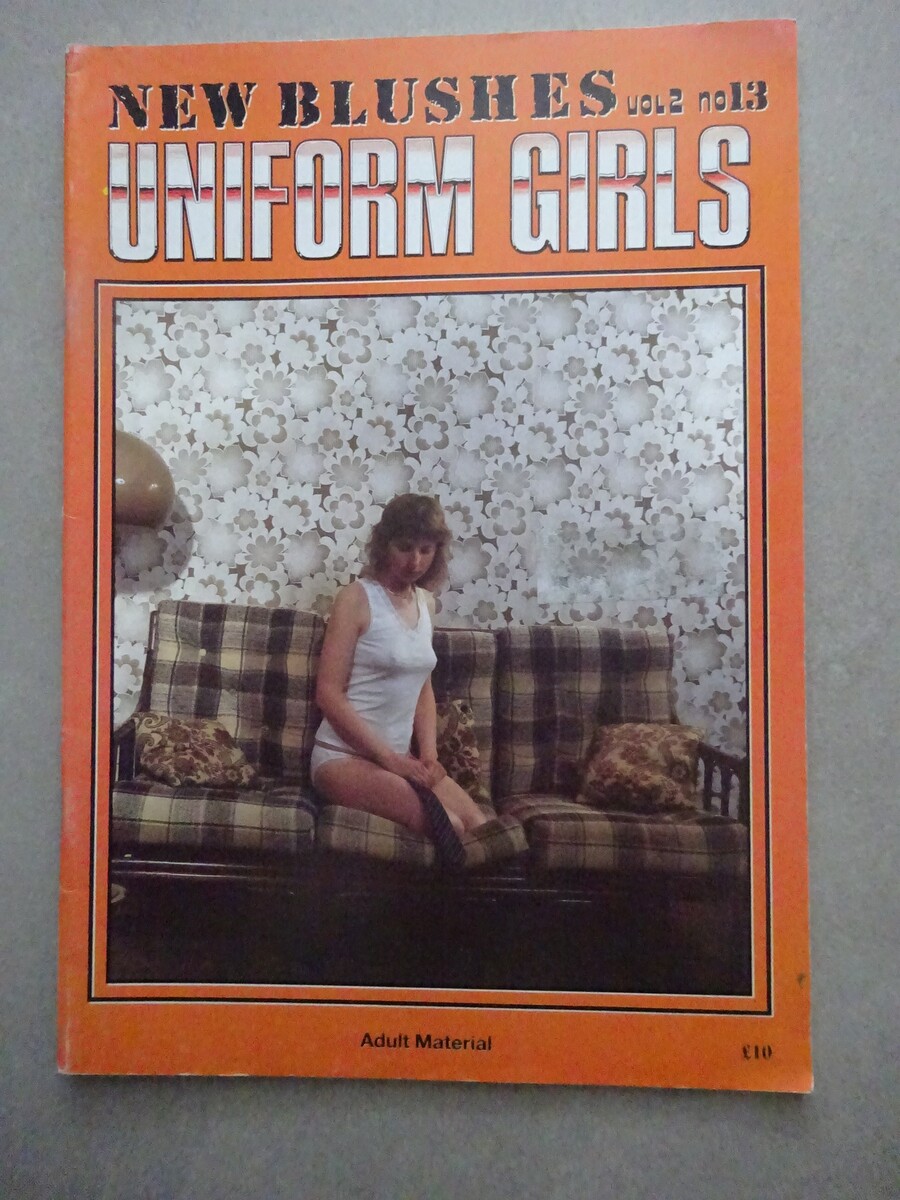 NEW BLUSHES VOL2 no13
UNIFORM GIRLS
Adult Material
£10